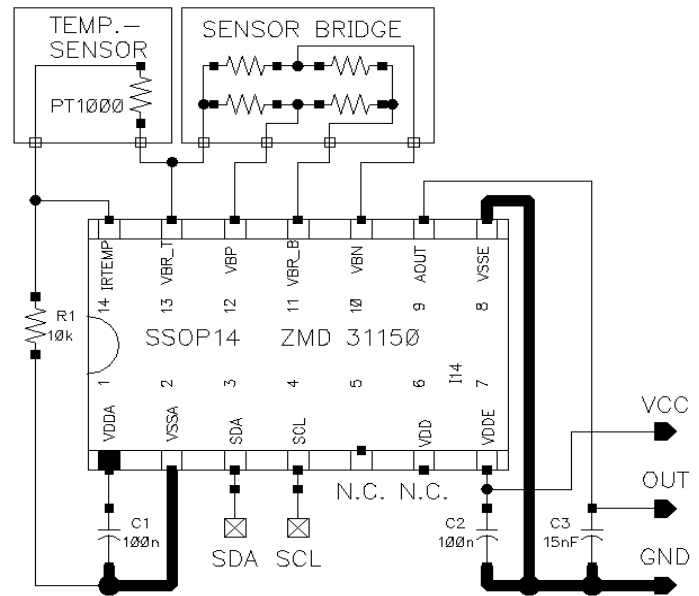 TEMP.-
SENSOR
PT1000
SENSOR BRIDGE
14 IRTEMP
13 VBR_T
12 VBP
11 VBR_B
10 VBN
9 AOUT
8 VSSE
R1
10k
SSOP14 ZMD 31150
I14
1 VDDA
2 VSSA
3 SDA
4 SCL
5
6 VDD
7 VDDE
VCC
N.C. N.C.
OUT
C1
100n
SDA SCL
C2
100n
C3
15nF
GND